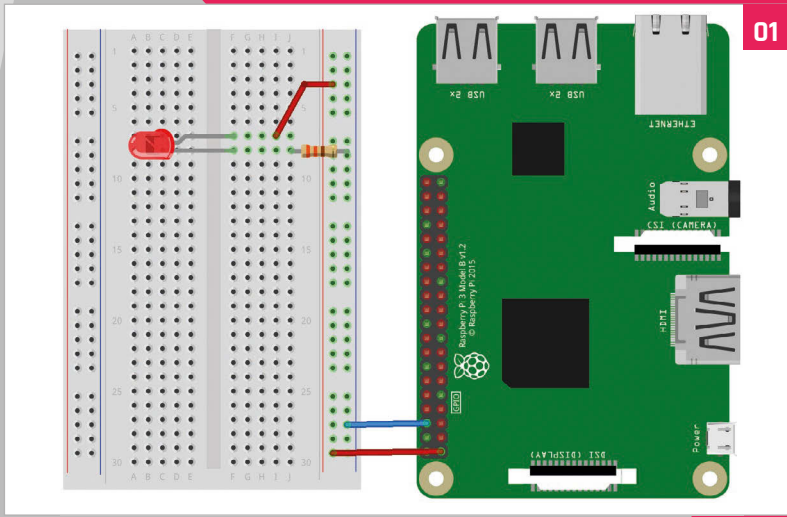 01
A B C D E F G H I J
1 1
5 5
10 10
15 15
20 20
25 25
30 30
A B C D E F G H I J
USB 2x
USB 2x
ETHERNET
Audio
CSI (CAMERA)
HDMI
Raspberry Pi 3 Model B v1.2
© Raspberry Pi 2015
GPIO
Power
DSI (DISPLAY)